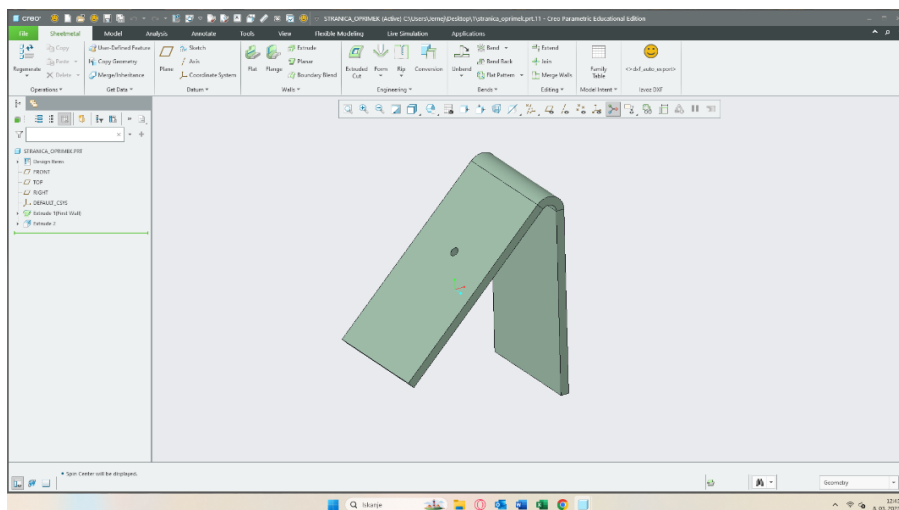 creo
STRANICA_OPRIMEK (Active) C:\Users\Jernej\Desktop\1\stranica_oprimek.prt.11 - Creo Parametric Educational Edition
File Sheetmetal Model Analysis Annotate Tools View Flexible Modeling Live Simulation Applications
Regenerate
Copy
Paste
Delete
Operations
User-Defined Feature
Copy Geometry
Merge/Inheritance
Get Data
Plane
Sketch
Axis
Coordinate System
Datum
Flat
Flange
Extrude
Planar
Boundary Blend
Walls
Extruded Cut
Form
Rip
Conversion
Engineering
Unbend
Bend
Bend Back
Flat Pattern
Bends
Extend
Join
Merge Walls
Editing
Family Table
Model Intent
Izvoz DXF
STRANICA_OPRIMEK.PRT
Design Items
FRONT
TOP
RIGHT
DEFAULT_CSYS
Extrude 1(First Wall)
Extrude 2
Spin Center will be displayed.
Geometry
Iskanje